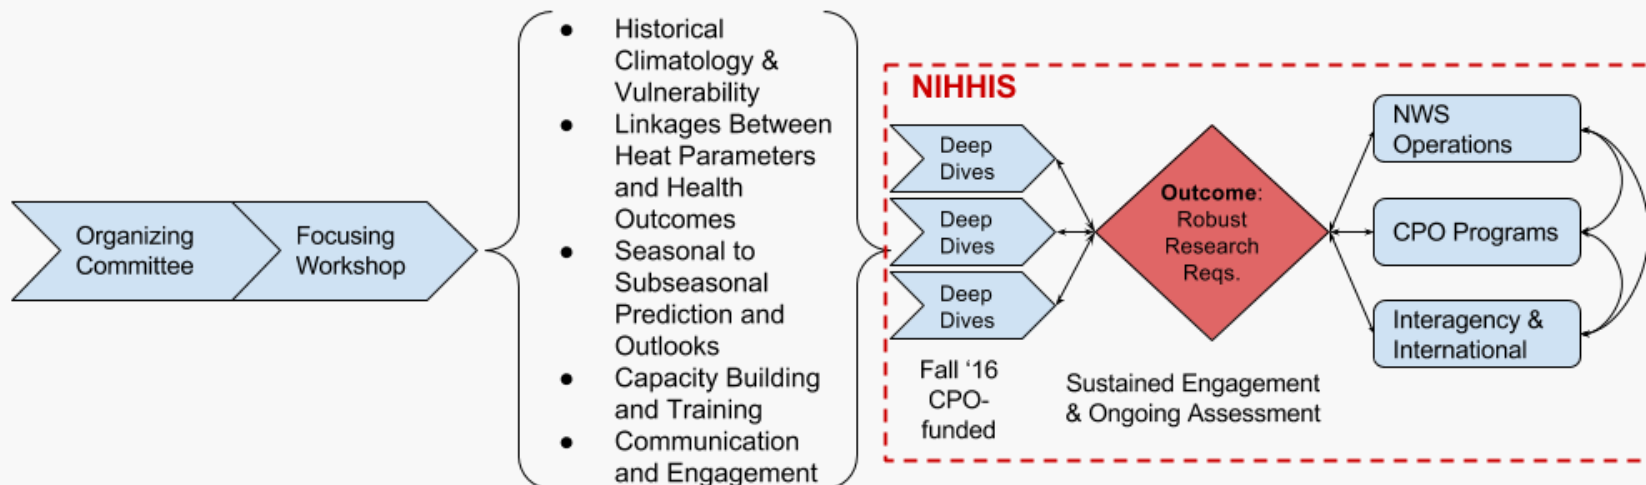 Organizing
Committee
Focusing
Workshop
● Historical
Climatology &
Vulnerability
● Linkages Between
Heat Parameters
and Health
Outcomes
● Seasonal to
Subseasonal
Prediction and
Outlooks
● Capacity Building
and Training
● Communication
and Engagement
NIHHIS
Deep
Dives
Deep
Dives
Deep
Dives
Fall ‘16
CPO-
funded
Outcome:
Robust
Research
Reqs.
Sustained Engagement
& Ongoing Assessment
NWS
Operations
CPO Programs
Interagency &
International